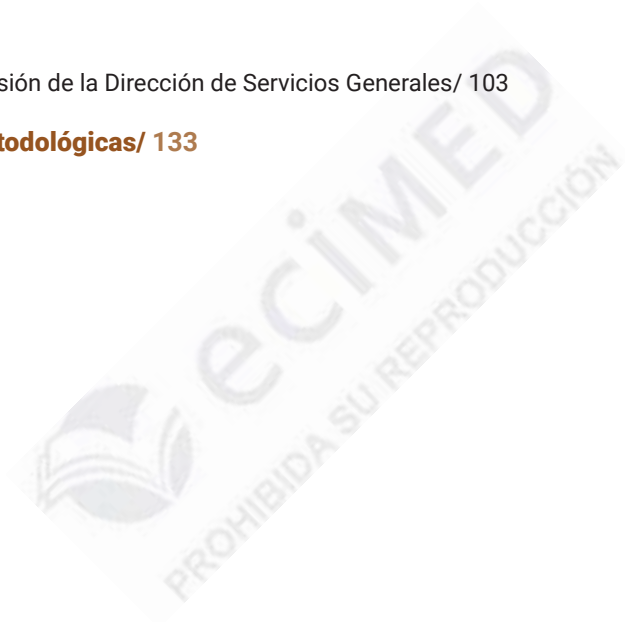 sión de la Dirección de Servicios Generales/ 103
todológicas/ 133
ecimed
PROHIBIDA SU REPRODUCCIÓN